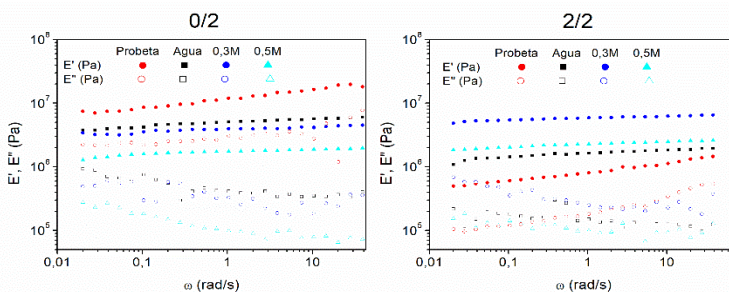 0/2
10⁸
Probeta Agua 0,3M 0,5M
E' (Pa)
E'' (Pa)
10⁷
10⁶
10⁵
E', E'' (Pa)
0,01 0,1 1 10
ω (rad/s)
2/2
10⁸
Probeta Agua 0,3M 0,5M
E' (Pa)
E'' (Pa)
10⁷
10⁶
10⁵
E', E'' (Pa)
0,01 0,1 1 10
ω (rad/s)